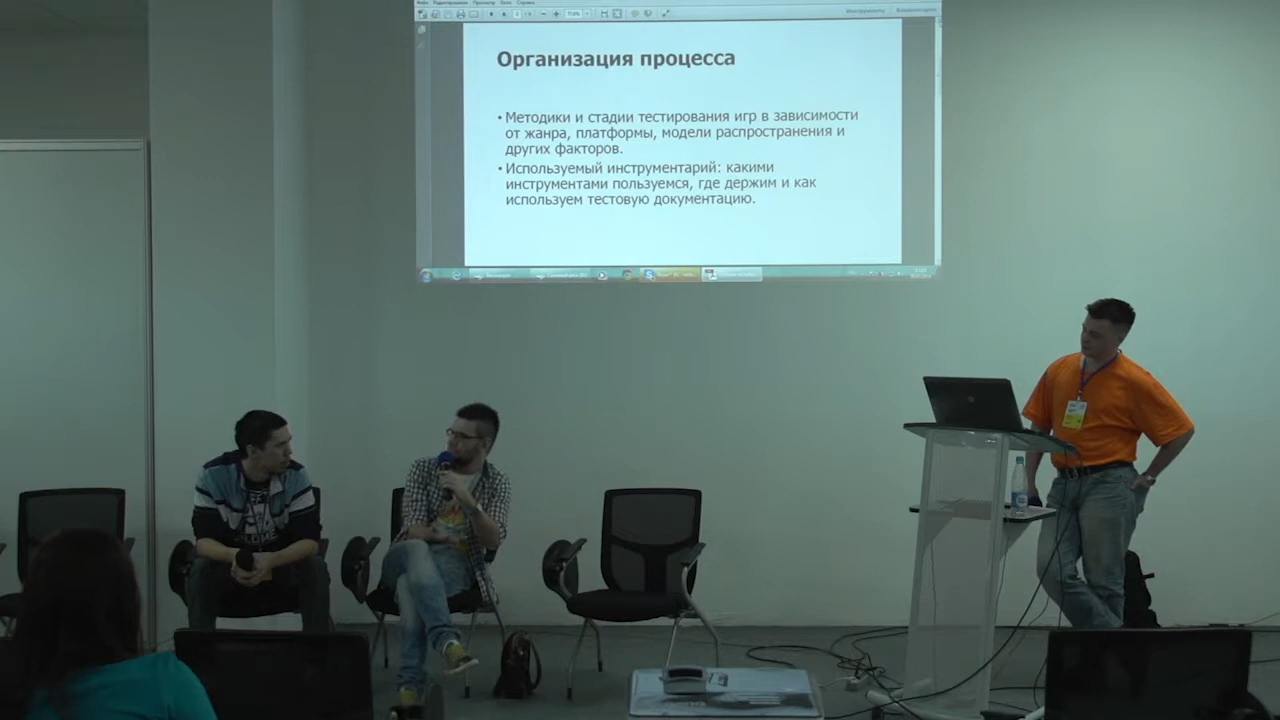 Организация процесса
• Методики и стадии тестирования игр в зависимости
от жанра, платформы, модели распространения и
других факторов.
• Используемый инструментарий: какими
инструментами пользуемся, где держим и как
используем тестовую документацию.